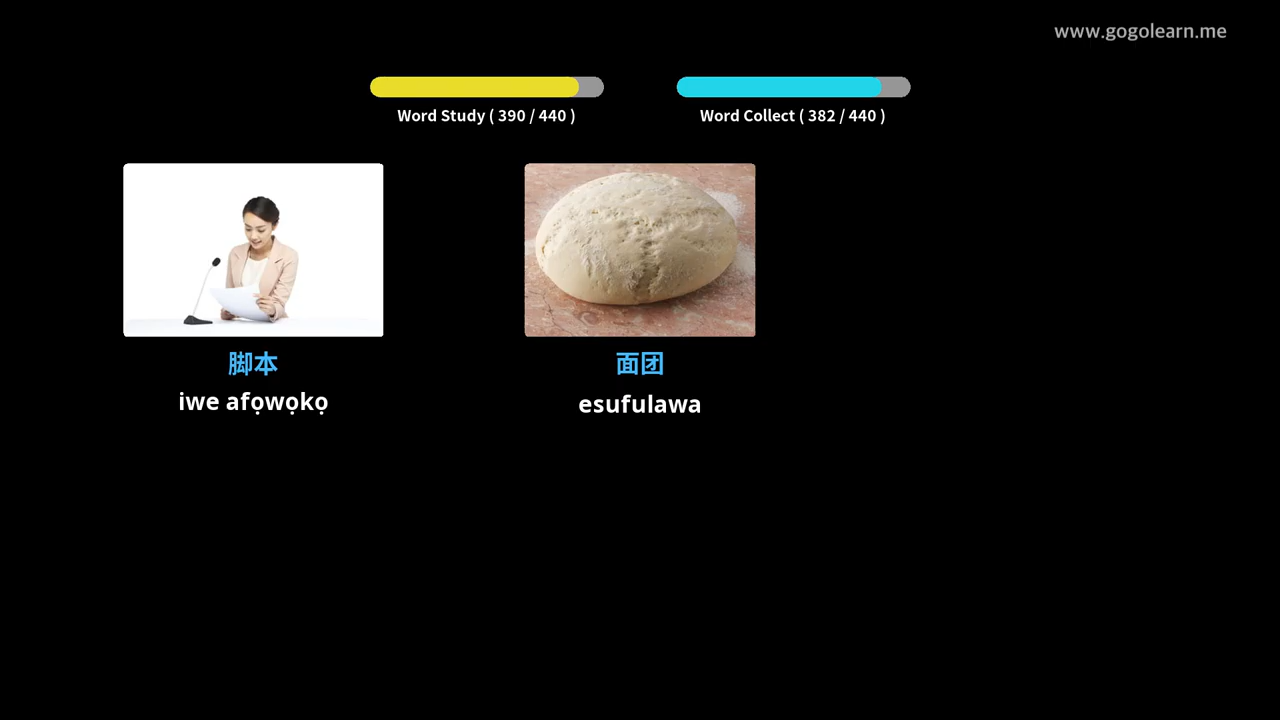 www.gogolearn.me
Word Study ( 390 / 440 )
Word Collect ( 382 / 440 )
脚本
iwe afọwọkọ
面团
esufulawa